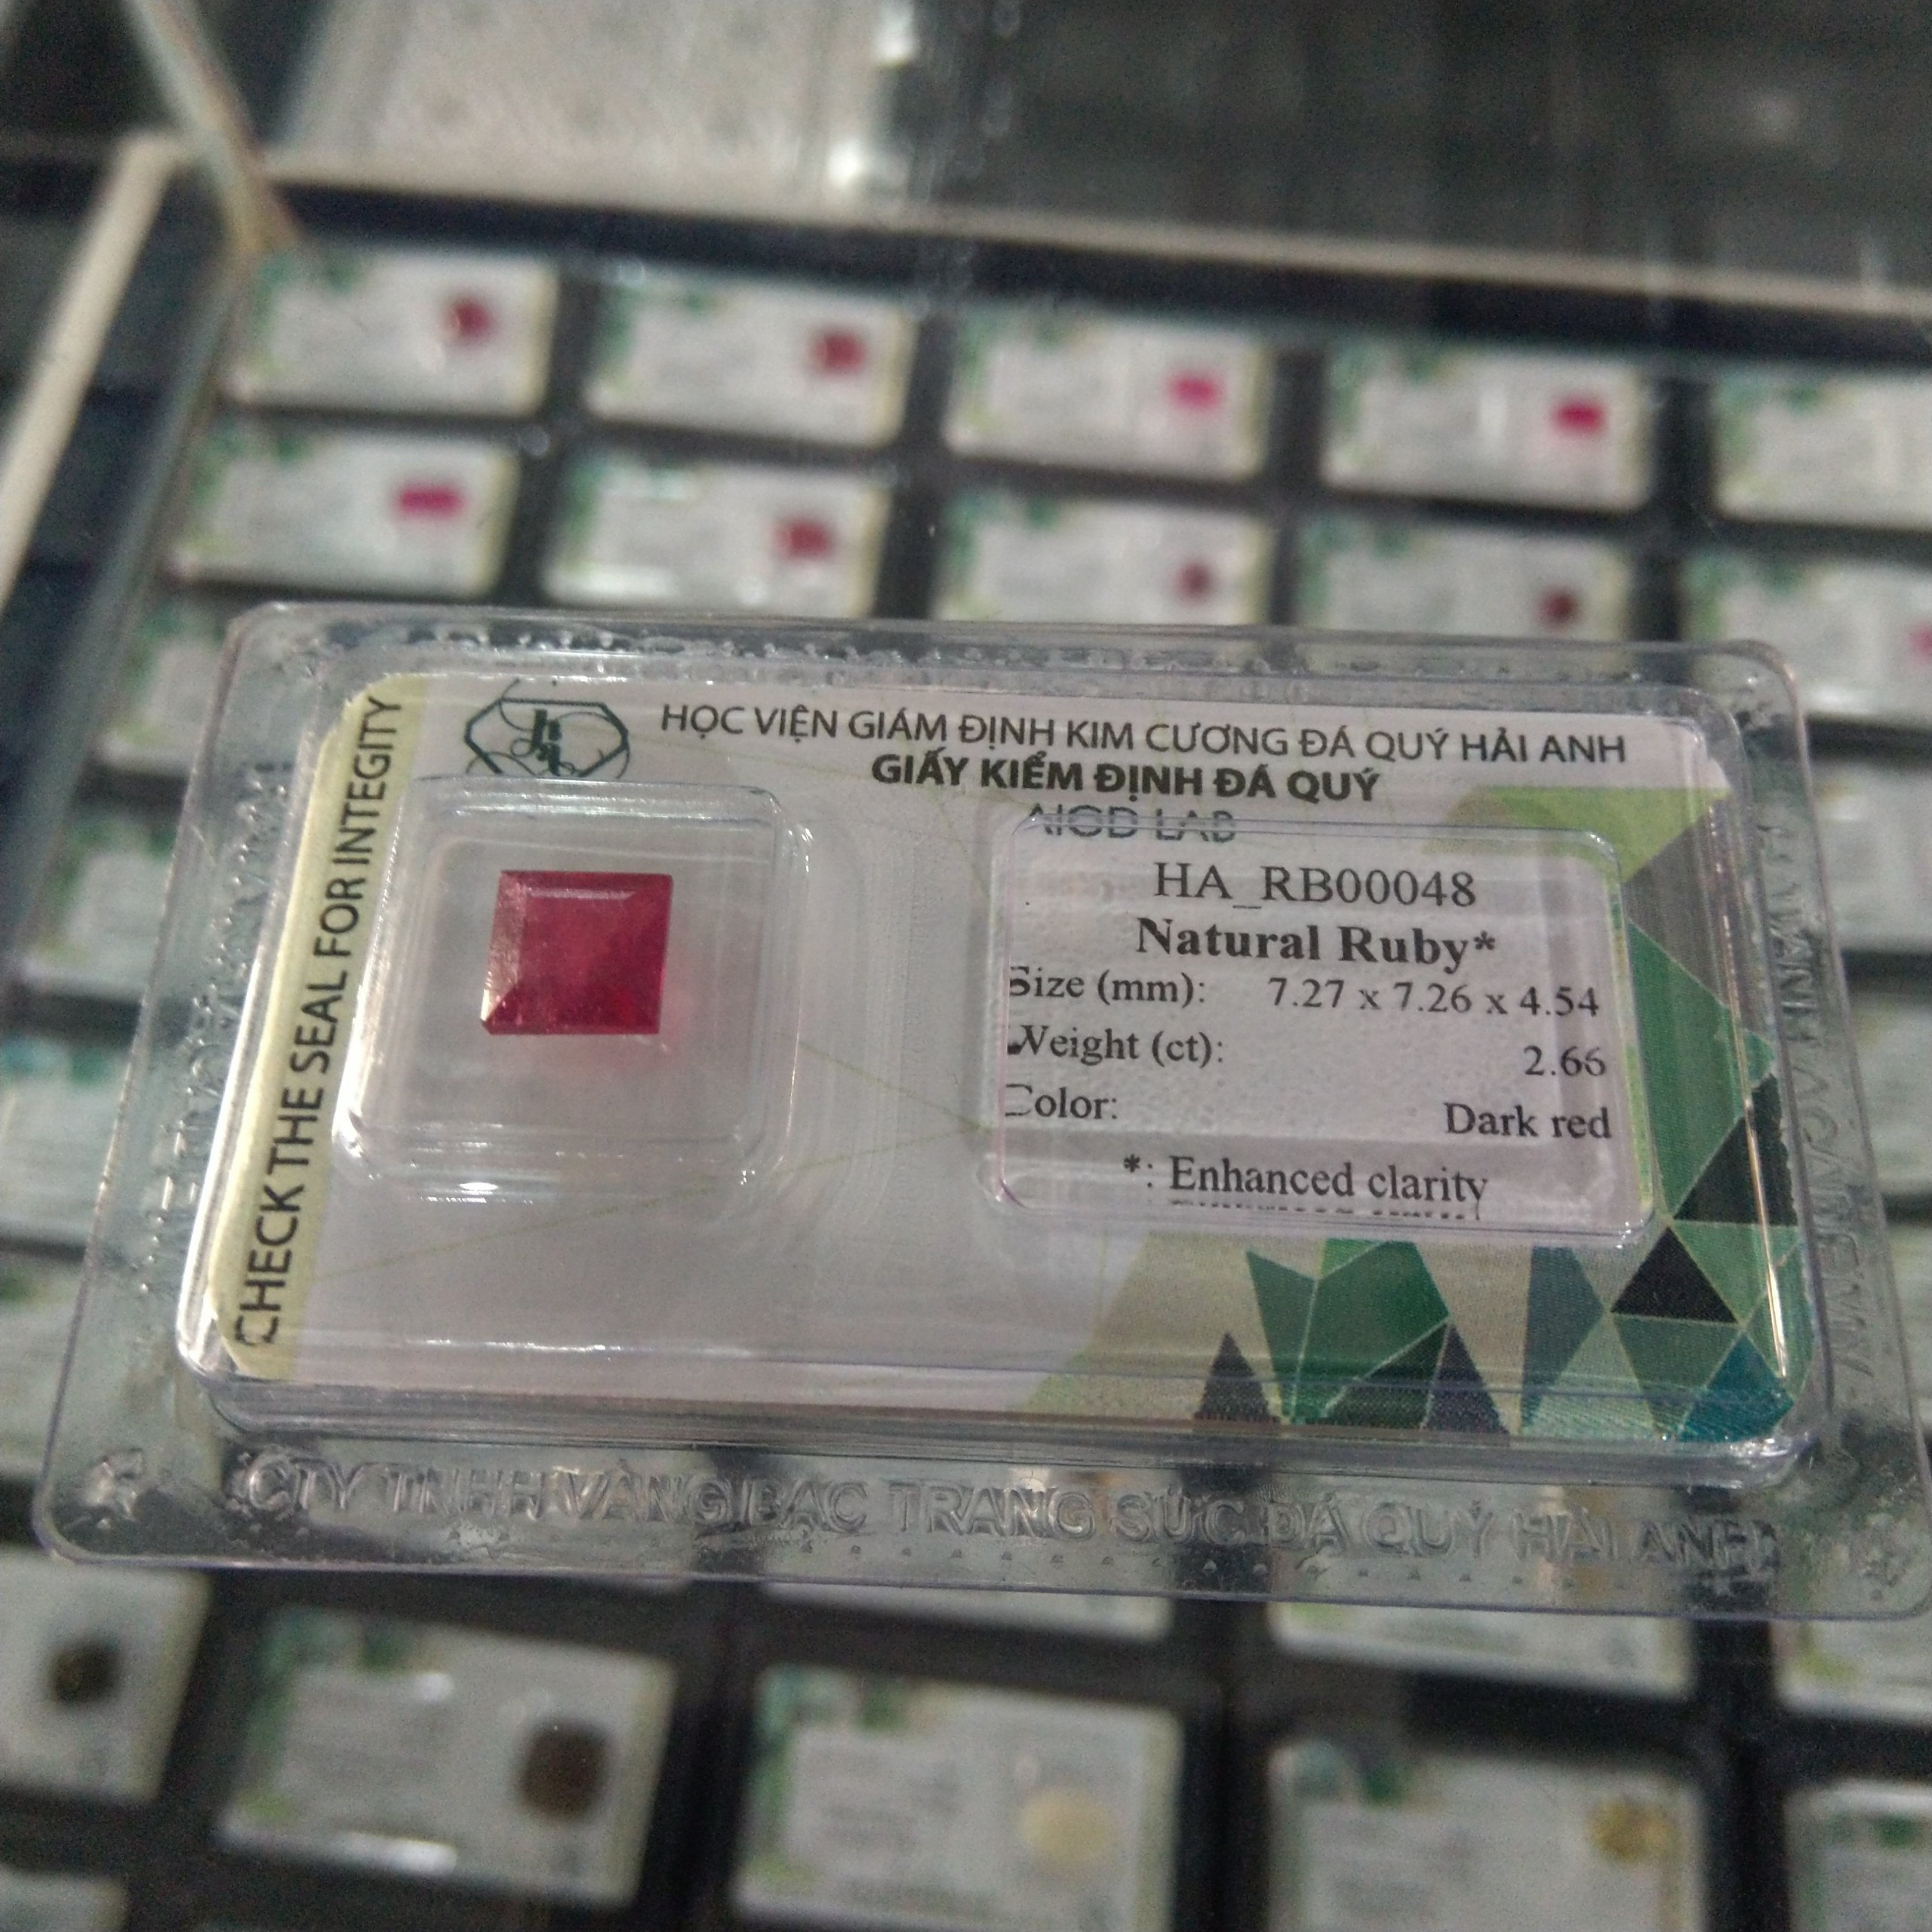 HỌC VIỆN GIÁM ĐỊNH KIM CƯƠNG ĐÁ QUÝ HẢI ANH
GIẤY KIỂM ĐỊNH ĐÁ QUÝ
AIGD LAB
CHECK THE SEAL FOR INTEGITY
HA_RB00048
Natural Ruby*
Size (mm): 7.27 x 7.26 x 4.54
Weight (ct): 2.66
Color: Dark red
*: Enhanced clarity
CTY TNHH VÀNG BẠC TRANG SỨC ĐÁ QUÝ HẢI ANH